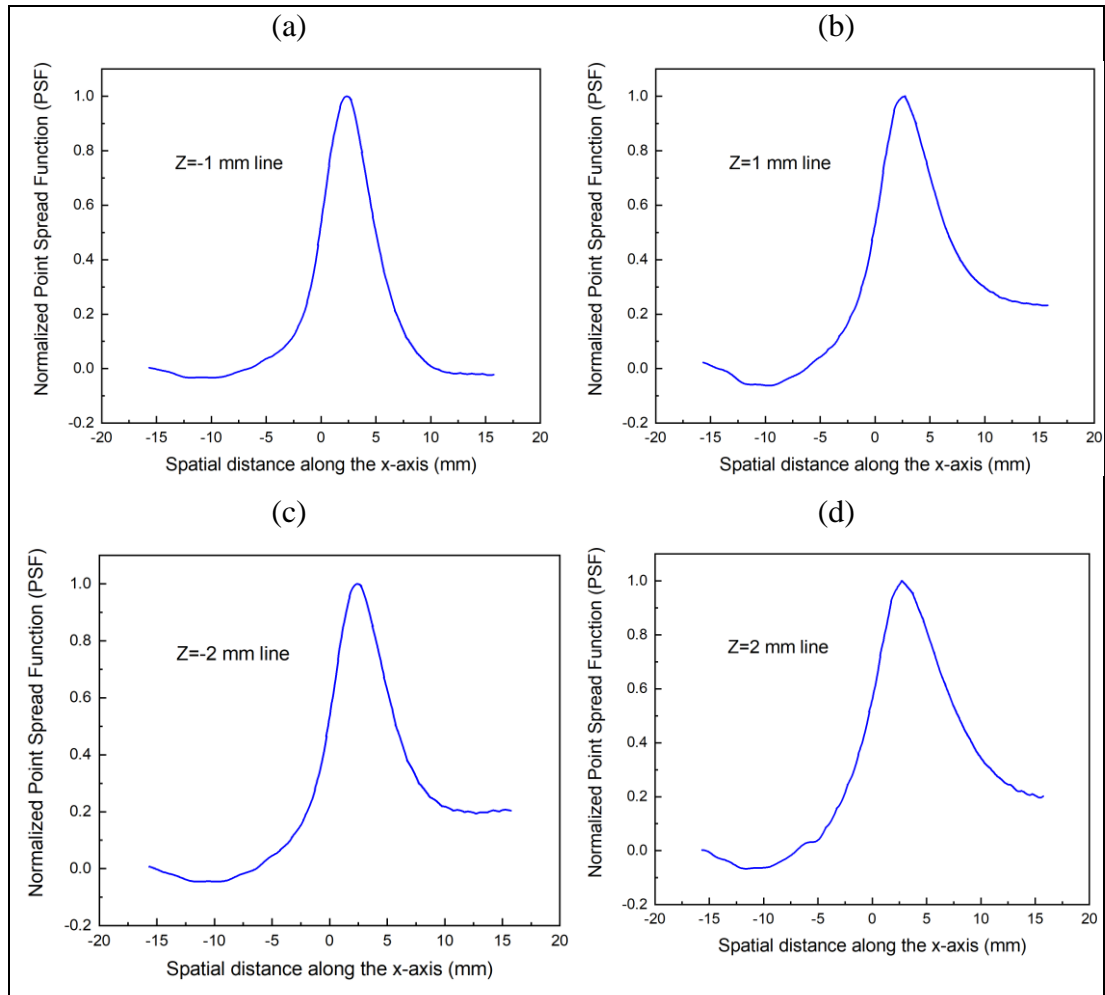 (a)
Normalized Point Spread Function (PSF)
1.0
0.8
0.6
0.4
0.2
0.0
-0.2
Z=-1 mm line
-20 -15 -10 -5 0 5 10 15 20
Spatial distance along the x-axis (mm)
(b)
Normalized Point Spread Function (PSF)
1.0
0.8
0.6
0.4
0.2
0.0
-0.2
Z=1 mm line
-20 -15 -10 -5 0 5 10 15 20
Spatial distance along the x-axis (mm)
(c)
Normalized Point Spread Function (PSF)
1.0
0.8
0.6
0.4
0.2
0.0
-0.2
Z=-2 mm line
-20 -15 -10 -5 0 5 10 15 20
Spatial distance along the x-axis (mm)
(d)
Normalized Point Spread Function (PSF)
1.0
0.8
0.6
0.4
0.2
0.0
-0.2
Z=2 mm line
-20 -15 -10 -5 0 5 10 15 20
Spatial distance along the x-axis (mm)